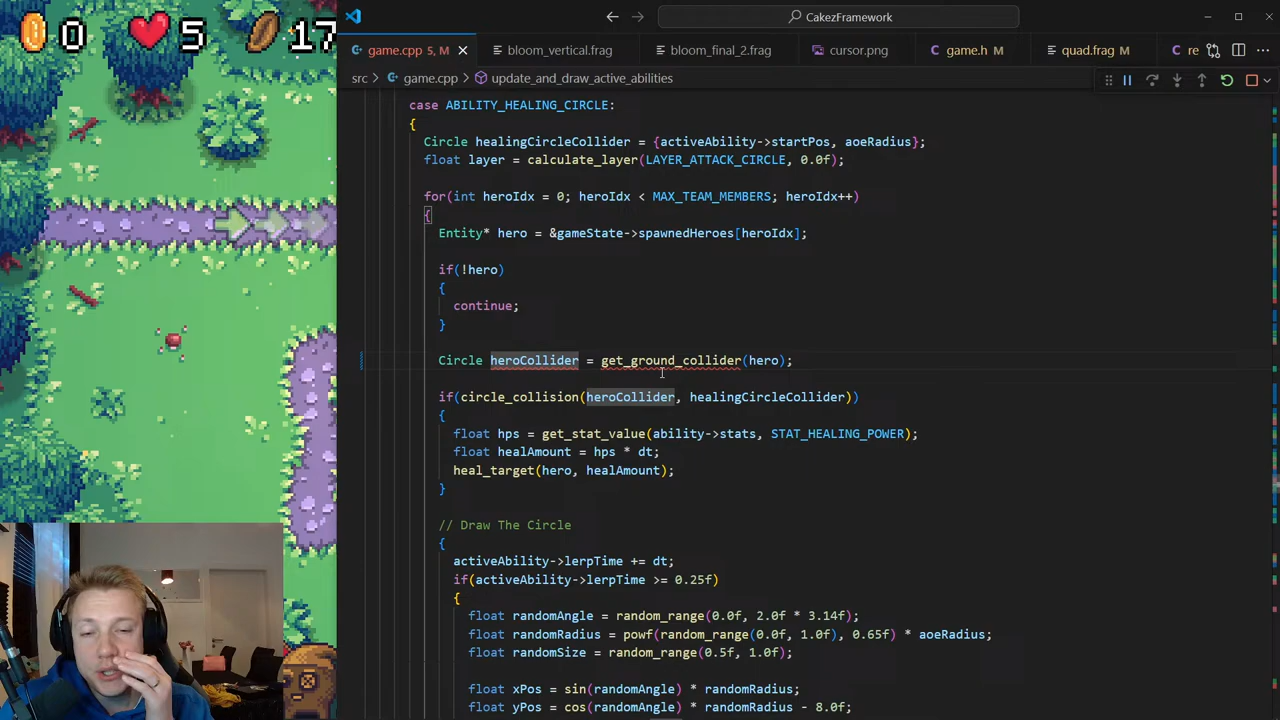 0 5 17
CakezFramework
game.cpp 5, M
bloom_vertical.frag
bloom_final_2.frag
cursor.png
game.h M
quad.frag M
re
src > game.cpp > update_and_draw_active_abilities
case ABILITY_HEALING_CIRCLE:
{
Circle healingCircleCollider = {activeAbility->startPos, aoeRadius};
float layer = calculate_layer(LAYER_ATTACK_CIRCLE, 0.0f);
for(int heroIdx = 0; heroIdx < MAX_TEAM_MEMBERS; heroIdx++)
{
Entity* hero = &gameState->spawnedHeroes[heroIdx];
if(!hero)
{
continue;
}
Circle heroCollider = get_ground_collider(hero);
if(circle_collision(heroCollider, healingCircleCollider))
{
float hps = get_stat_value(ability->stats, STAT_HEALING_POWER);
float healAmount = hps * dt;
heal_target(hero, healAmount);
}
// Draw The Circle
{
activeAbility->lerpTime += dt;
if(activeAbility->lerpTime >= 0.25f)
{
float randomAngle = random_range(0.0f, 2.0f * 3.14f);
float randomRadius = powf(random_range(0.0f, 1.0f), 0.65f) * aoeRadius;
float randomSize = random_range(0.5f, 1.0f);
float xPos = sin(randomAngle) * randomRadius;
float yPos = cos(randomAngle) * randomRadius - 8.0f;